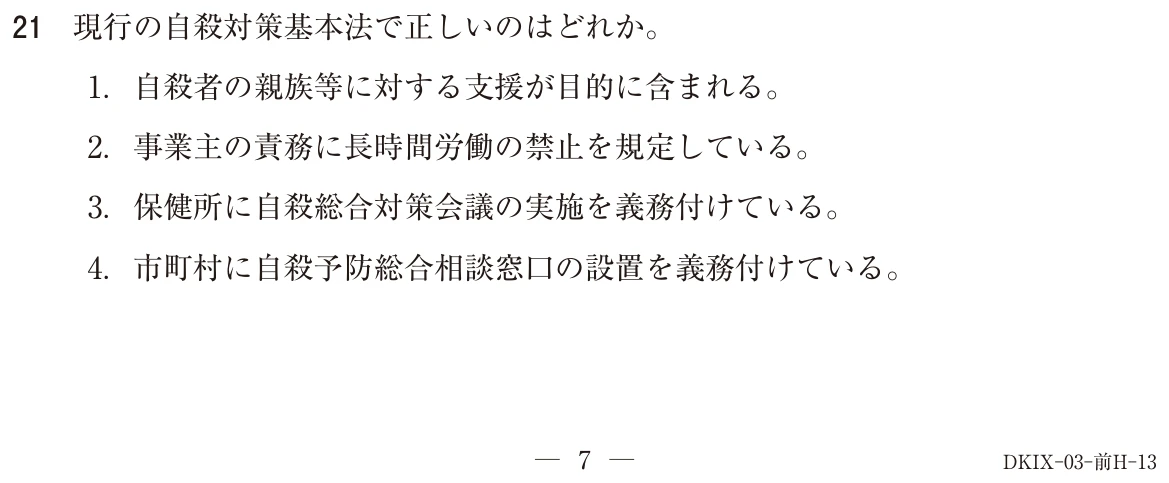 21 現行の自殺対策基本法で正しいのはどれか。
1. 自殺者の親族等に対する支援が目的に含まれる。
2. 事業主の責務に長時間労働の禁止を規定している。
3. 保健所に自殺総合対策会議の実施を義務付けている。
4. 市町村に自殺予防総合相談窓口の設置を義務付けている。
— 7 —
DKIX-03-前H-13